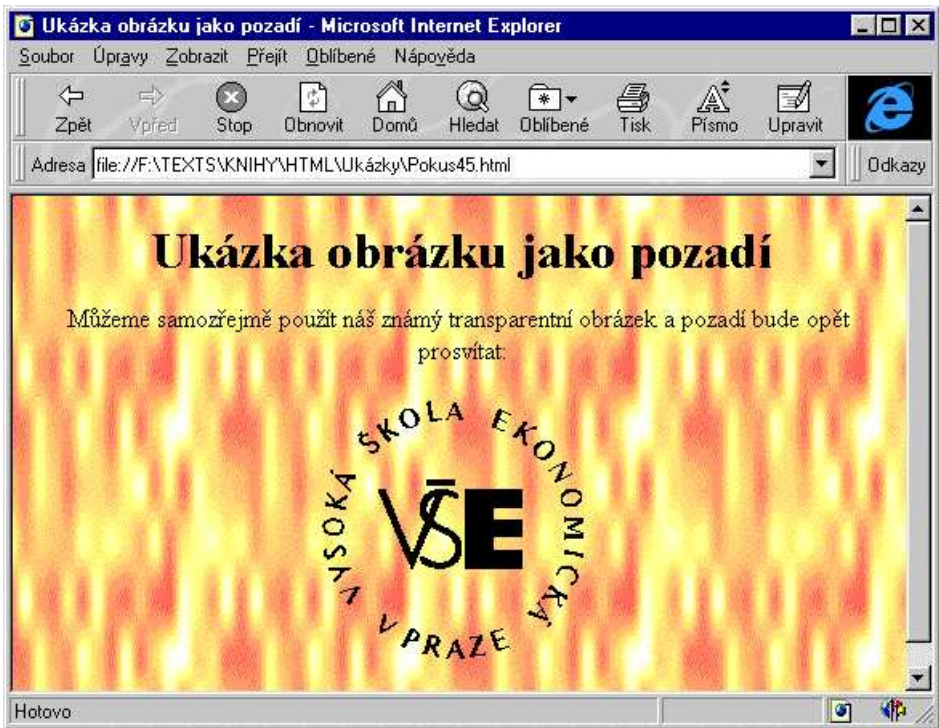 Ukázka obrázku jako pozadí - Microsoft Internet Explorer
Soubor Úpravy Zobrazit Přejít Oblíbené Nápověda
Zpět Vpřed Stop Obnovit Domů Hledat Oblíbené Tisk Písmo Upravit
Adresa file://F:\TEXTS\KNIHY\HTML\Ukázky\Pokus45.html Odkazy
Ukázka obrázku jako pozadí
Můžeme samozřejmě použít náš známý transparentní obrázek a pozadí bude opět
prosvítat:
VYSOKÁ ŠKOLA EKONOMICKÁ V PRAZE
VŠE
Hotovo